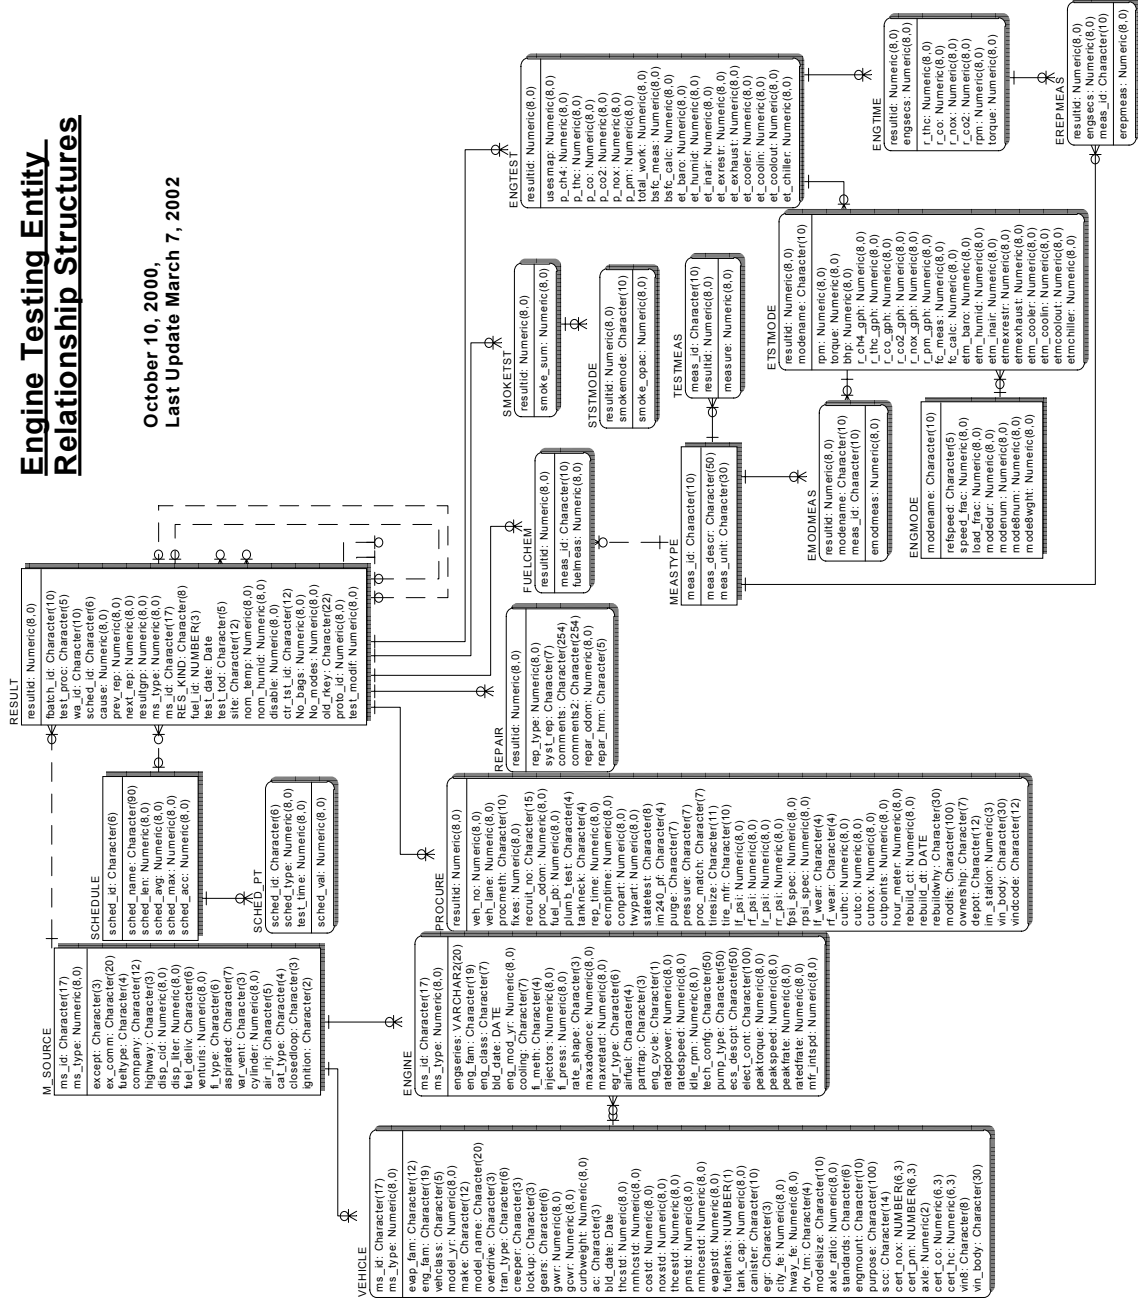 Engine Testing Entity
Relationship Structures
October 10, 2000,
Last Update March 7, 2002
RESULT
resultid: Numeric(8,0)
fbatch_id: Character(10)
test_proc: Character(5)
wa_id: Character(10)
sched_id: Character(6)
cause: Numeric(8,0)
prev_rep: Numeric(8,0)
next_rep: Numeric(8,0)
resultgrp: Numeric(8,0)
ms_type: Numeric(8,0)
ms_id: Character(17)
RES_KIND: Character(8)
fuel_id: NUMBER(3)
test_date: Date
test_tod: Character(5)
site: Character(12)
nom_temp: Numeric(8,0)
nom_humid: Numeric(8,0)
disable: Numeric(8,0)
ctr_tst_id: Character(12)
No_bags: Numeric(8,0)
No_modes: Numeric(8,0)
old_rkey: Character(22)
probo_id: Numeric(8,0)
test_modif: Numeric(8,0)
SCHEDULE
sched_id: Character(6)
sched_name: Character(90)
sched_len: Numeric(8,0)
sched_avg: Numeric(8,0)
sched_max: Numeric(8,0)
sched_acc: Numeric(8,0)
SCHED_PT
sched_id: Character(6)
sched_type: Numeric(8,0)
test_time: Numeric(8,0)
sched_val: Numeric(8,0)
M_SOURCE
ms_id: Character(17)
ms_type: Numeric(8,0)
except: Character(3)
ex_comm: Character(20)
fueltype: Character(4)
company: Character(12)
highway: Character(3)
disp_cid: Numeric(8,0)
disp_liter: Numeric(8,0)
fuel_deliv: Character(6)
venturis: Numeric(8,0)
fi_type: Character(6)
aspirated: Character(7)
var_vent: Character(3)
cylinder: Numeric(8,0)
air_inj: Character(5)
cat_type: Character(4)
closedloop: Character(3)
ignition: Character(2)
VEHICLE
ms_id: Character(17)
ms_type: Numeric(8,0)
evap_fam: Character(12)
eng_fam: Character(19)
vehclass: Character(5)
model_yr: Numeric(8,0)
make: Character(12)
model_name: Character(20)
overdrive: Character(3)
tran_type: Character(6)
creeper: Character(3)
lockup: Character(3)
gears: Character(6)
gvwr: Numeric(8,0)
gcwr: Numeric(8,0)
curbweight: Numeric(8,0)
ac: Character(3)
bld_date: Date
thcstd: Numeric(8,0)
nmhcstd: Numeric(8,0)
costd: Numeric(8,0)
noxstd: Numeric(8,0)
thcestd: Numeric(8,0)
pmstd: Numeric(8,0)
nmhcestd: Numeric(8,0)
evapstd: Numeric(8,0)
fueltanks: NUMBER(1)
tank_cap: Numeric(8,0)
canister: Character(10)
egr: Character(3)
city_fe: Numeric(8,0)
hway_fe: Numeric(8,0)
drv_trn: Character(4)
modelsize: Character(10)
axle_ratio: Numeric(8,0)
standards: Character(6)
engmount: Character(10)
purpose: Character(100)
scc: Character(14)
cert_nox: NUMBER(6,3)
cert_pm: NUMBER(6,3)
axle: Numeric(2)
cert_co: Numeric(6,3)
cert_hc: Numeric(6,3)
vin8: Character(8)
vin_body: Character(30)
ENGINE
ms_id: Character(17)
ms_type: Numeric(8,0)
engseries: VARCHAR2(20)
eng_fam: Character(19)
eng_class: Character(7)
bld_date: DATE
eng_mod_yr: Numeric(8,0)
cooling: Character(7)
fi_meth: Character(4)
injectors: Numeric(8,0)
fi_press: Numeric(8,0)
rate_shape: Character(3)
maxadvance: Numeric(8,0)
maxretard: Numeric(8,0)
egr_type: Character(6)
airfuel: Character(4)
parttrap: Character(3)
eng_cycle: Character(1)
ratedpower: Numeric(8,0)
ratedspeed: Numeric(8,0)
idle_rpm: Numeric(8,0)
tech_confg: Character(50)
pump_type: Character(50)
ecs_descpt: Character(50)
elect_cont: Character(100)
peaktorque: Numeric(8,0)
peakspeed: Numeric(8,0)
peakfrate: Numeric(8,0)
ratedfrate: Numeric(8,0)
mfr_intspd: Numeric(8,0)
PROCURE
resultid: Numeric(8,0)
veh_no: Numeric(8,0)
veh_lane: Numeric(8,0)
procmeth: Character(10)
fixes: Numeric(8,0)
recruit_no: Character(15)
proc_odom: Numeric(8,0)
fuel_pb: Numeric(8,0)
plumb_test: Character(4)
tankneck: Character(4)
rep_time: Numeric(8,0)
ecmptime: Numeric(8,0)
conpart: Numeric(8,0)
twypart: Numeric(8,0)
statetest: Character(8)
im240_pf: Character(4)
purge: Character(7)
pressure: Character(7)
proc_match: Character(7)
tiresize: Character(11)
tire_mfr: Character(10)
lf_psi: Numeric(8,0)
rf_psi: Numeric(8,0)
lr_psi: Numeric(8,0)
rr_psi: Numeric(8,0)
fpsi_spec: Numeric(8,0)
rpsi_spec: Numeric(8,0)
lf_wear: Character(4)
rf_wear: Character(4)
cuthc: Numeric(8,0)
cutco: Numeric(8,0)
cutnox: Numeric(8,0)
cutpoints: Numeric(8,0)
hour_meter: Numeric(8,0)
rebuild_ct: Numeric(8,0)
rebuild_dt: DATE
rebuildwhy: Character(30)
modifs: Character(100)
ownership: Character(7)
depot: Character(12)
im_station: Numeric(3)
vin_body: Character(30)
vindcode: Character(12)
REPAIR
resultid: Numeric(8,0)
rep_type: Numeric(8,0)
syst_rep: Character(7)
comments: Character(254)
comments2: Character(254)
repar_odom: Numeric(8,0)
repar_hrm: Character(5)
FUELCHEM
resultid: Numeric(8,0)
meas_id: Character(10)
fuelmeas: Numeric(8,0)
SMOKETST
resultid: Numeric(8,0)
smoke_sum: Numeric(8,0)
STSTMODE
resultid: Numeric(8,0)
smokemode: Character(10)
smoke_opac: Numeric(8,0)
MEASTYPE
meas_id: Character(10)
meas_descr: Character(50)
meas_unit: Character(30)
TESTMEAS
meas_id: Character(10)
resultid: Numeric(8,0)
measure: Numeric(8,0)
ENGTEST
resultid: Numeric(8,0)
usesmap: Numeric(8,0)
p_ch4: Numeric(8,0)
p_thc: Numeric(8,0)
p_co: Numeric(8,0)
p_co2: Numeric(8,0)
p_nox: Numeric(8,0)
p_pm: Numeric(8,0)
total_work: Numeric(8,0)
bsfc_meas: Numeric(8,0)
bsfc_calc: Numeric(8,0)
et_baro: Numeric(8,0)
et_humid: Numeric(8,0)
et_inair: Numeric(8,0)
et_exrestr: Numeric(8,0)
et_exhaust: Numeric(8,0)
et_cooler: Numeric(8,0)
et_coolin: Numeric(8,0)
et_coolout: Numeric(8,0)
et_chiller: Numeric(8,0)
EMODMEAS
resultid: Numeric(8,0)
modename: Character(10)
meas_id: Character(10)
emodmeas: Numeric(8,0)
ENGMODE
modename: Character(10)
refspeed: Character(5)
speed_frac: Numeric(8,0)
load_frac: Numeric(8,0)
modedur: Numeric(8,0)
modenum: Numeric(8,0)
mode8num: Numeric(8,0)
mode8wght: Numeric(8,0)
ETSTMODE
resultid: Numeric(8,0)
modename: Character(10)
rpm: Numeric(8,0)
torque: Numeric(8,0)
bhp: Numeric(8,0)
r_ch4_gph: Numeric(8,0)
r_thc_gph: Numeric(8,0)
r_co_gph: Numeric(8,0)
r_co2_gph: Numeric(8,0)
r_nox_gph: Numeric(8,0)
r_pm_gph: Numeric(8,0)
fc_meas: Numeric(8,0)
fc_calc: Numeric(8,0)
etm_baro: Numeric(8,0)
etm_humid: Numeric(8,0)
etm_inair: Numeric(8,0)
etmexrestr: Numeric(8,0)
etmexhaust: Numeric(8,0)
etm_cooler: Numeric(8,0)
etm_coolin: Numeric(8,0)
etmcoolout: Numeric(8,0)
etmchiller: Numeric(8,0)
ENGTIME
resultid: Numeric(8,0)
engsecs: Numeric(8,0)
r_thc: Numeric(8,0)
r_co: Numeric(8,0)
r_nox: Numeric(8,0)
r_co2: Numeric(8,0)
rpm: Numeric(8,0)
torque: Numeric(8,0)
EREPMEAS
resultid: Numeric(8,0)
engsecs: Numeric(8,0)
meas_id: Character(10)
erepmeas: Numeric(8,0)